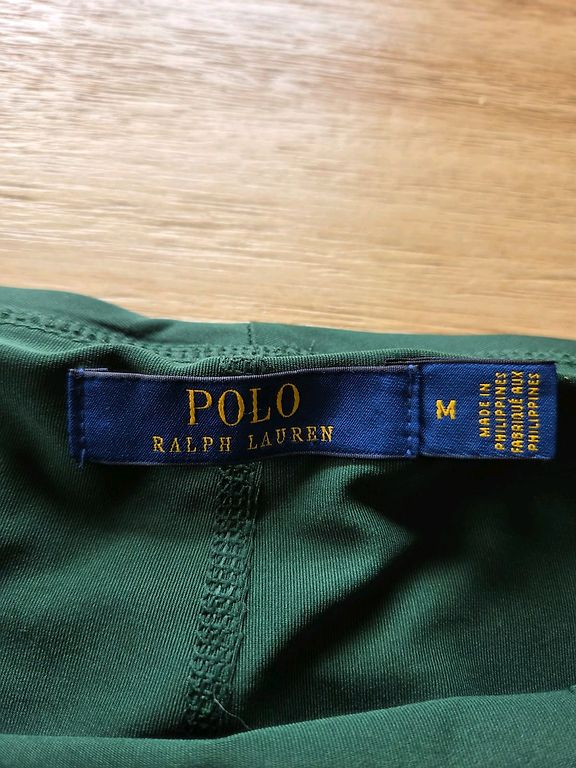 POLO
RALPH LAUREN
M
MADE IN
PHILIPPINES
FABRIQUÉ AUX
PHILIPPINES